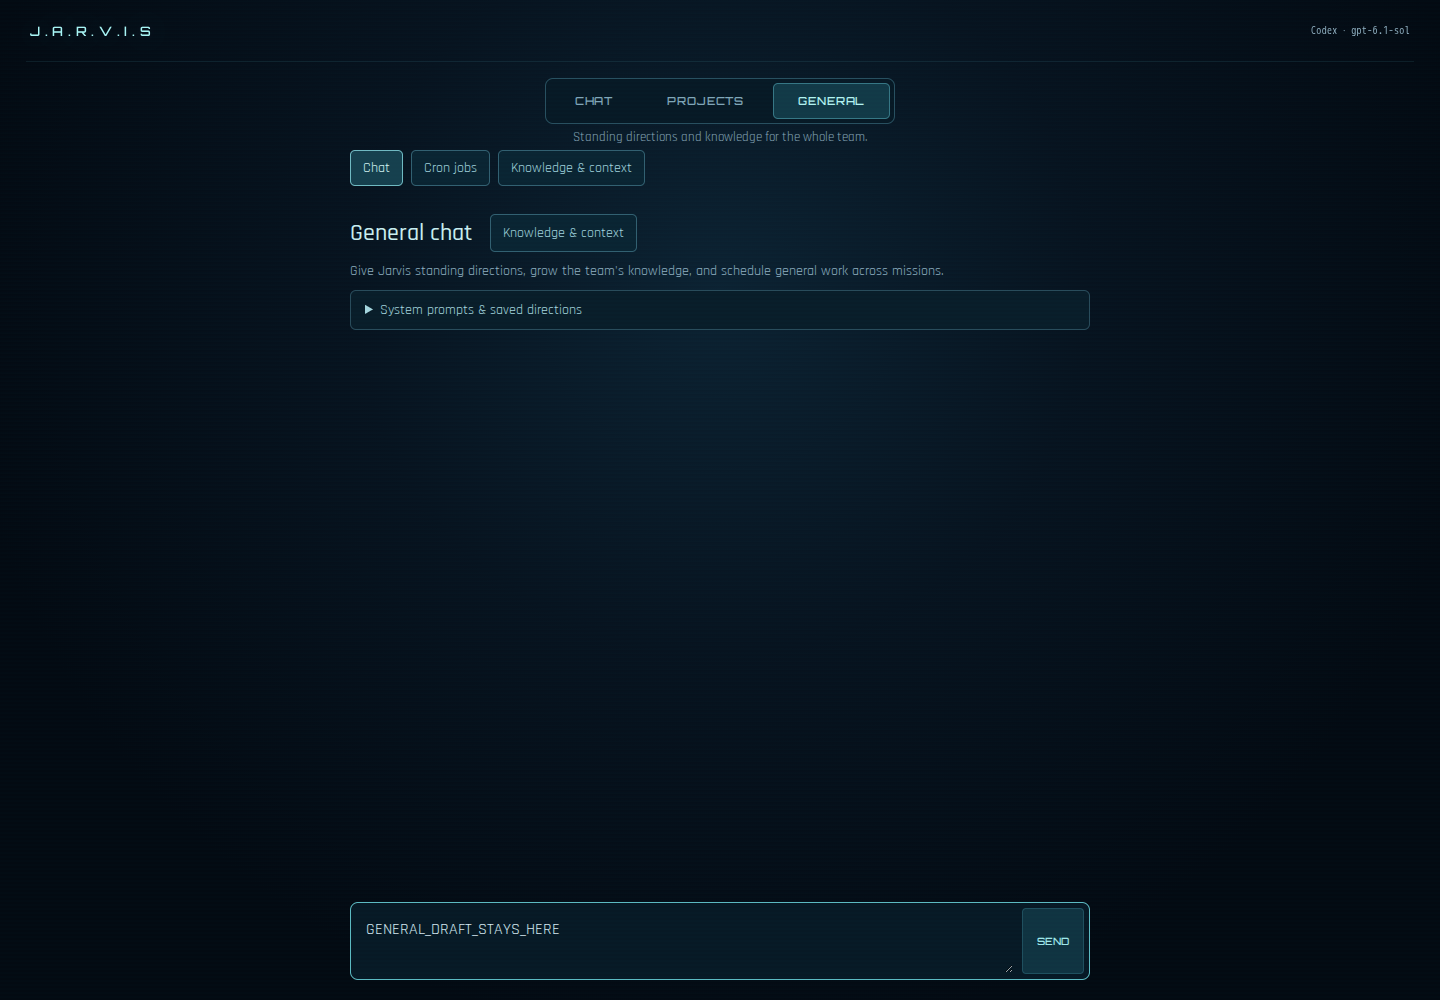 J.A.R.V.I.S
Codex · gpt-6.1-sol
CHAT PROJECTS GENERAL
Standing directions and knowledge for the whole team.
Chat Cron jobs Knowledge & context
General chat Knowledge & context
Give Jarvis standing directions, grow the team's knowledge, and schedule general work across missions.
System prompts & saved directions
GENERAL_DRAFT_STAYS_HERE
SEND